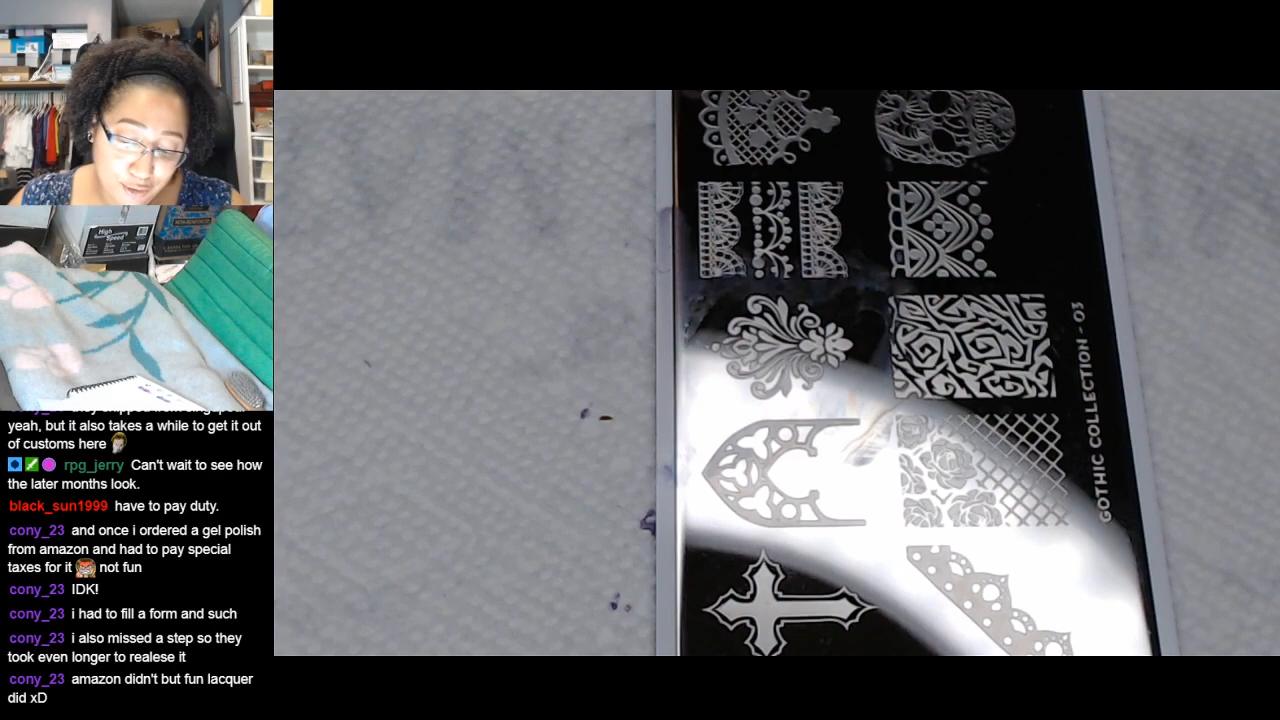 High
Speed
yeah, but it also takes a while to get it out
of customs here
rpg_jerry Can't wait to see how
the later months look.
black_sun1999 have to pay duty.
cony_23 and once i ordered a gel polish
from amazon and had to pay special
taxes for it not fun
cony_23 IDK!
cony_23 i had to fill a form and such
cony_23 i also missed a step so they
took even longer to realese it
cony_23 amazon didn't but fun lacquer
did xD
GOTHIC COLLECTION - 03